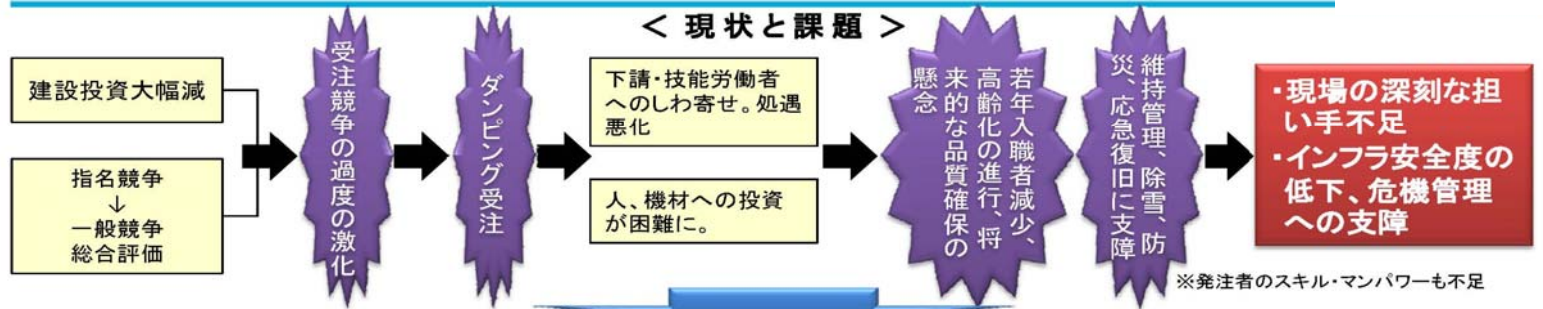 ＜ 現状と課題 ＞
建設投資大幅減
指名競争
↓
一般競争
総合評価
受注競争の過度の激化
ダンピング受注
下請・技能労働者
へのしわ寄せ。処遇
悪化
人、機材への投資
が困難に。
若年入職者減少、
高齢化の進行、将
来的な品質確保の
懸念
維持管理、除雪、防
災、応急復旧に支障
・現場の深刻な担
い手不足
・インフラ安全度の
低下、危機管理
への支障
※発注者のスキル・マンパワーも不足